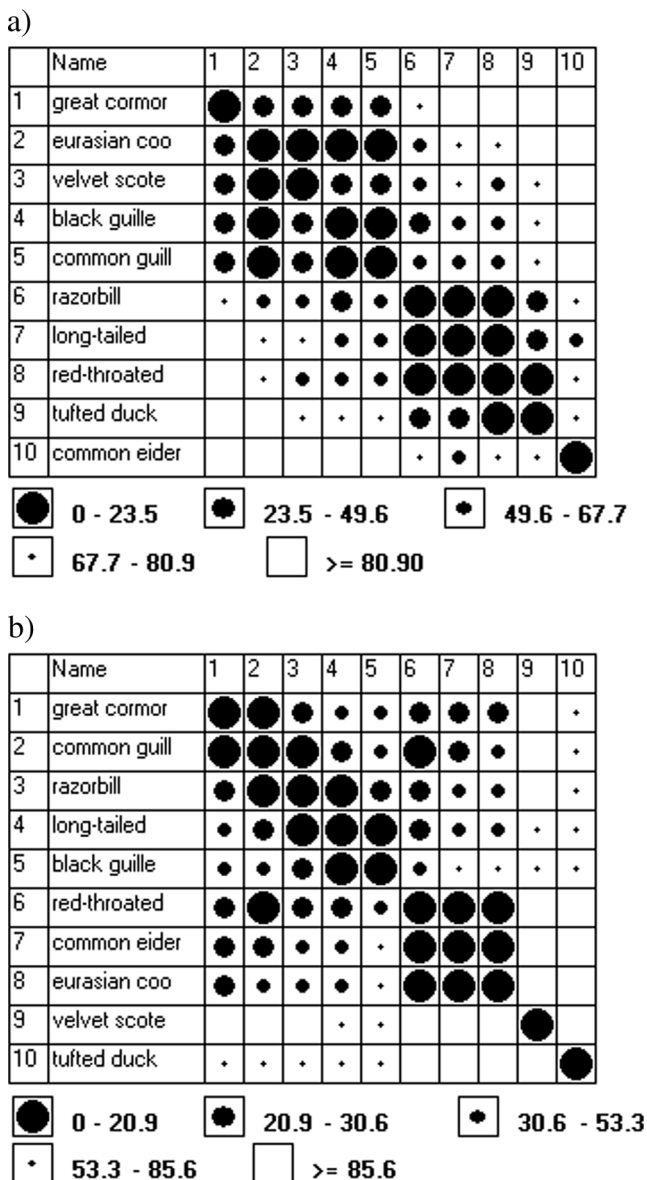 a)
Name 1 2 3 4 5 6 7 8 9 10
1 great cormor
2 eurasian coo
3 velvet scote
4 black guille
5 common guill
6 razorbill
7 long-tailed
8 red-throated
9 tufted duck
10 common eider
0 - 23.5 23.5 - 49.6 49.6 - 67.7
67.7 - 80.9 >= 80.90
b)
Name 1 2 3 4 5 6 7 8 9 10
1 great cormor
2 common guill
3 razorbill
4 long-tailed
5 black guille
6 red-throated
7 common eider
8 eurasian coo
9 velvet scote
10 tufted duck
0 - 20.9 20.9 - 30.6 30.6 - 53.3
53.3 - 85.6 >= 85.6